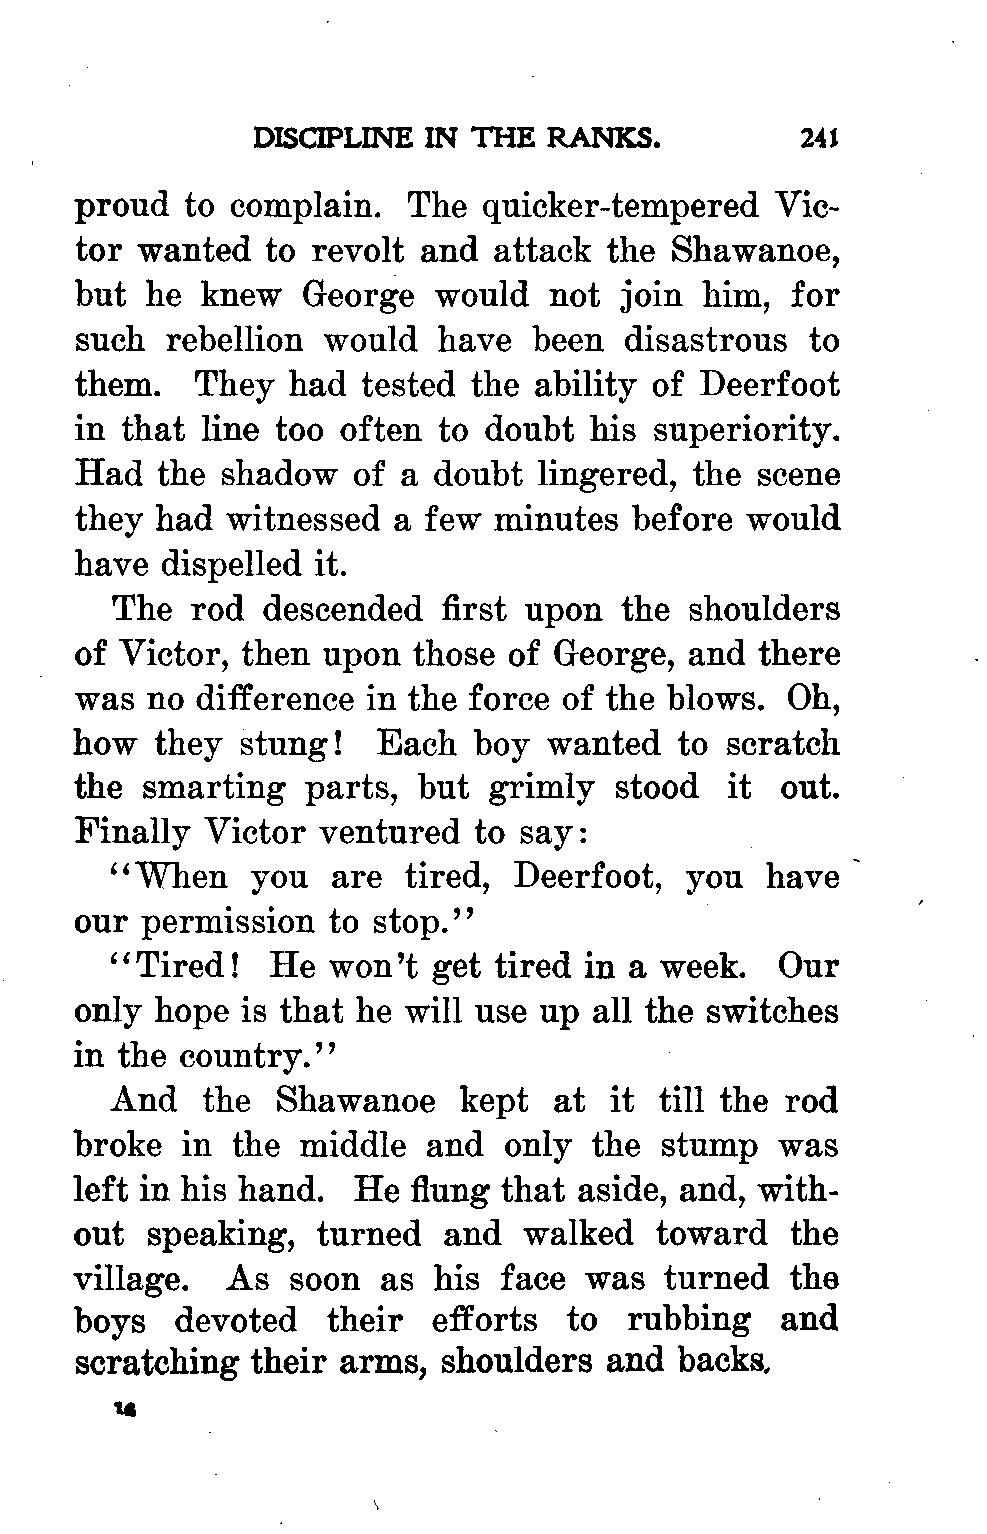 DISCIPLINE IN THE RANKS. 241
proud to complain. The quicker-tempered Vic-
tor wanted to revolt and attack the Shawanoe,
but he knew George would not join him, for
such rebellion would have been disastrous to
them. They had tested the ability of Deerfoot
in that line too often to doubt his superiority.
Had the shadow of a doubt lingered, the scene
they had witnessed a few minutes before would
have dispelled it.
The rod descended first upon the shoulders
of Victor, then upon those of George, and there
was no difference in the force of the blows. Oh,
how they stung! Each boy wanted to scratch
the smarting parts, but grimly stood it out.
Finally Victor ventured to say:
"When you are tired, Deerfoot, you have
our permission to stop."
"Tired! He won't get tired in a week. Our
only hope is that he will use up all the switches
in the country."
And the Shawanoe kept at it till the rod
broke in the middle and only the stump was
left in his hand. He flung that aside, and, with-
out speaking, turned and walked toward the
village. As soon as his face was turned the
boys devoted their efforts to rubbing and
scratching their arms, shoulders and backs.